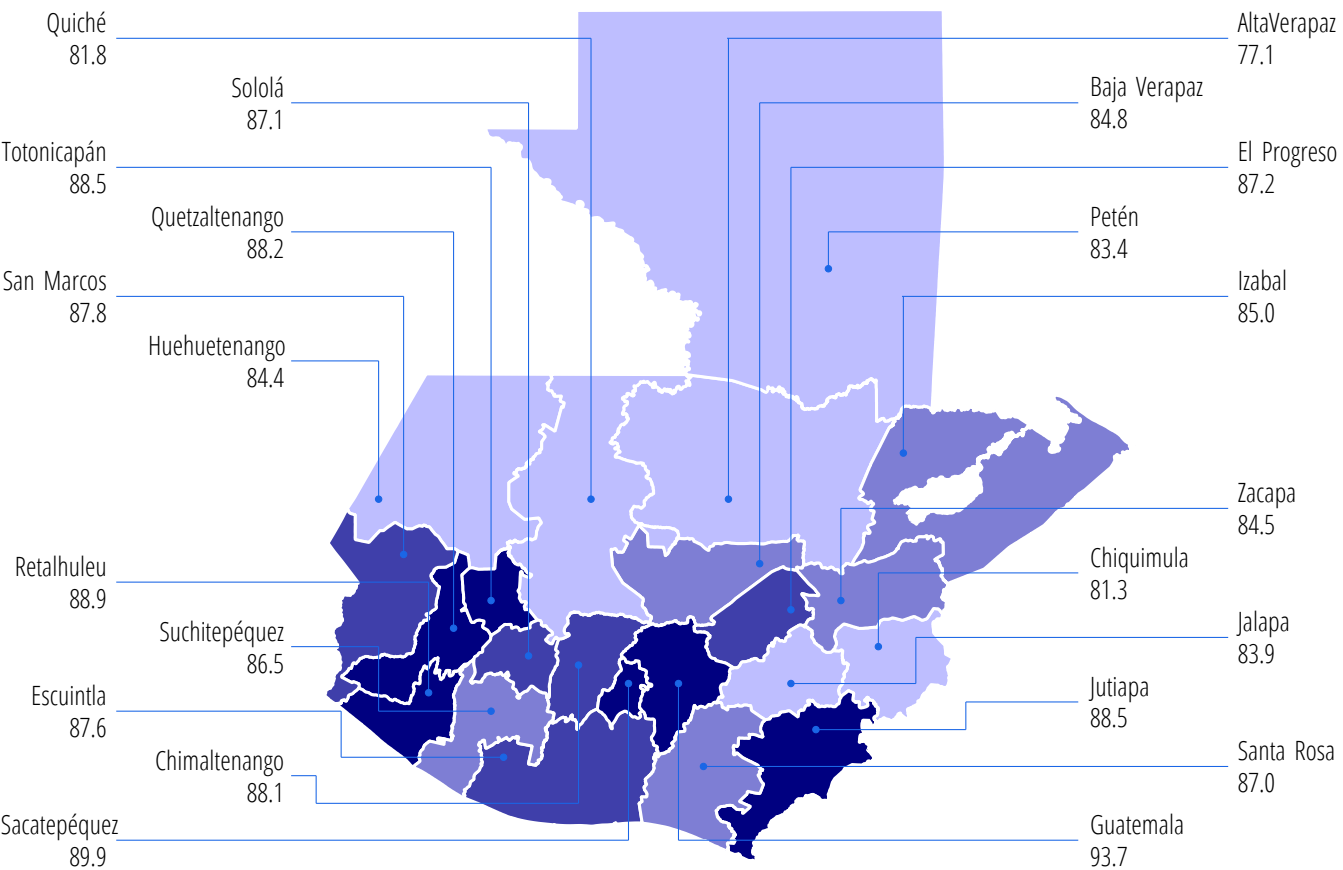 Quiché
81.8
Sololá
87.1
Totonicapán
88.5
Quetzaltenango
88.2
San Marcos
87.8
Huehuetenango
84.4
Retalhuleu
88.9
Suchitepéquez
86.5
Escuintla
87.6
Chimaltenango
88.1
Sacatepéquez
89.9
AltaVerapaz
77.1
Baja Verapaz
84.8
El Progreso
87.2
Petén
83.4
Izabal
85.0
Zacapa
84.5
Chiquimula
81.3
Jalapa
83.9
Jutiapa
88.5
Santa Rosa
87.0
Guatemala
93.7